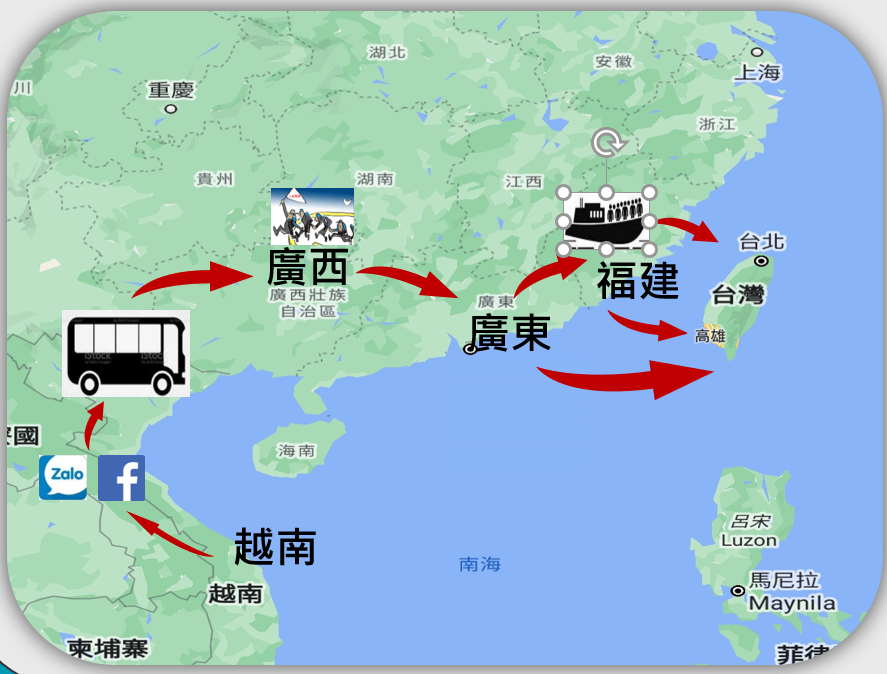 湖北
安徽
上海
川
重慶
浙江
貴州
湖南
江西
台北
廣西
福建
台灣
廣西壯族
自治區
廣東
廣東
高雄
iStock
iStock
寮國
海南
Zalo
f
呂宋
Luzon
越南
南海
馬尼拉
Maynila
越南
柬埔寨
菲律